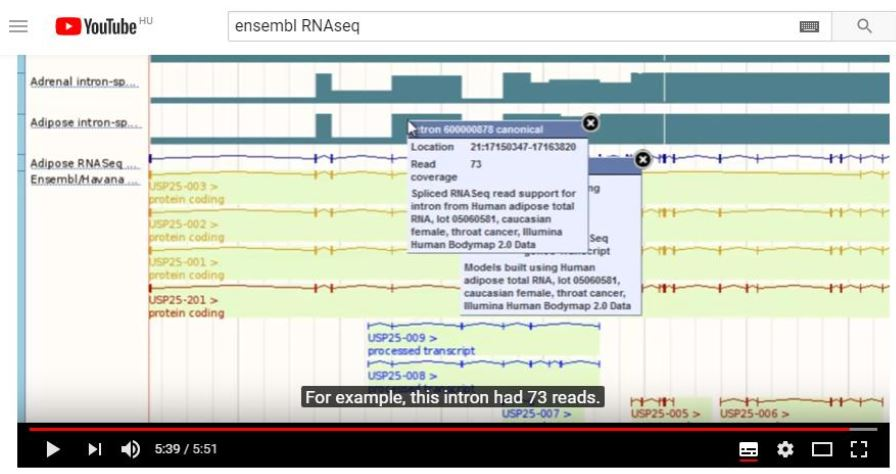 YouTube HU
ensembl RNAseq
Adrenal intron-sp...
Adipose intron-sp...
Intron 600000878 canonical
Location 21:17150347-17163820
Read coverage 73
Spliced RNASeq read support for
intron from Human adipose total
RNA, lot 05060581, caucasian
female, throat cancer, Illumina
Human Bodymap 2.0 Data
Adipose RNASeq ...
Ensembl/Havana ...
ng
Seq
Models built using Human
adipose total RNA, lot 05060581,
caucasian female, throat cancer,
Illumina Human Bodymap 2.0 Data
USP25-003 >
protein coding
USP25-002 >
protein coding
USP25-001 >
protein coding
USP25-201 >
protein coding
USP25-009 >
processed transcript
USP25-008 >
For example, this intron had 73 reads.
USP25-007 >
USP25-005 >
USP25-006 >
5:39 / 5:51